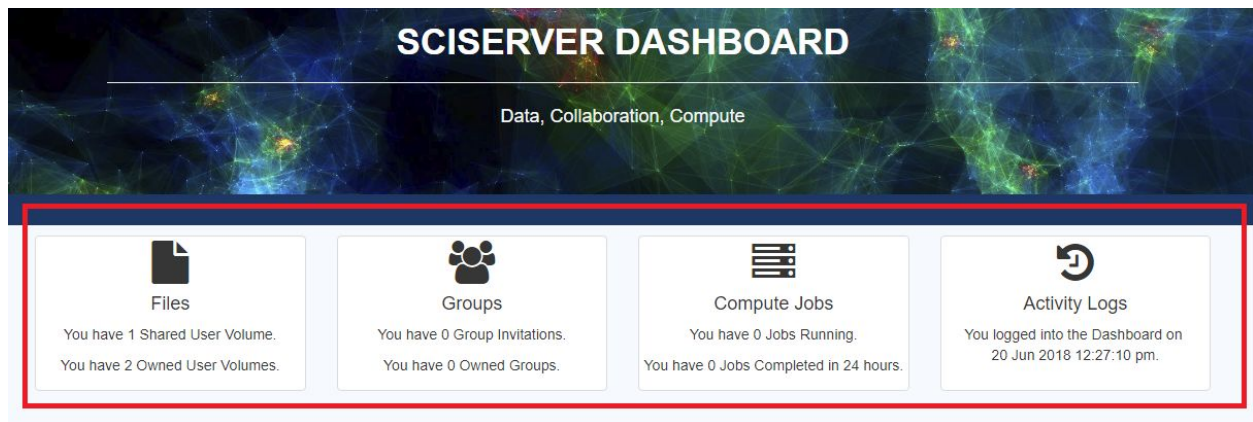 SCISERVER DASHBOARD
Data, Collaboration, Compute
Files
You have 1 Shared User Volume.
You have 2 Owned User Volumes.
Groups
You have 0 Group Invitations.
You have 0 Owned Groups.
Compute Jobs
You have 0 Jobs Running.
You have 0 Jobs Completed in 24 hours.
Activity Logs
You logged into the Dashboard on
20 Jun 2018 12:27:10 pm.